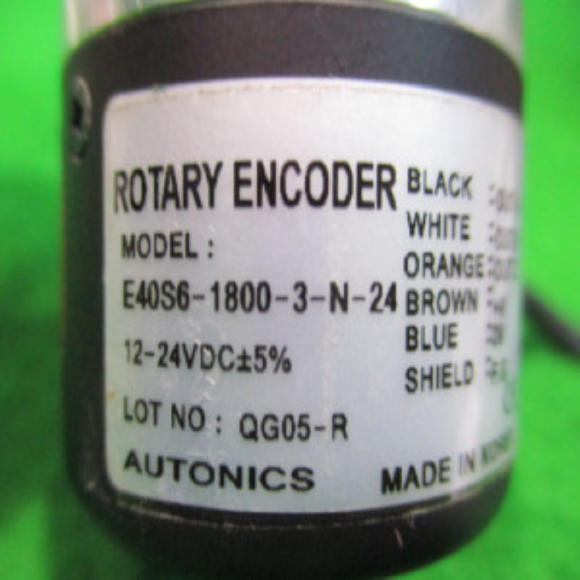 ROTARY ENCODER
MODEL :
E40S6-1800-3-N-24
12-24VDC±5%
LOT NO : QG05-R
AUTONICS
BLACK :
WHITE :
ORANGE :
BROWN :
BLUE :
SHIELD :
MADE IN